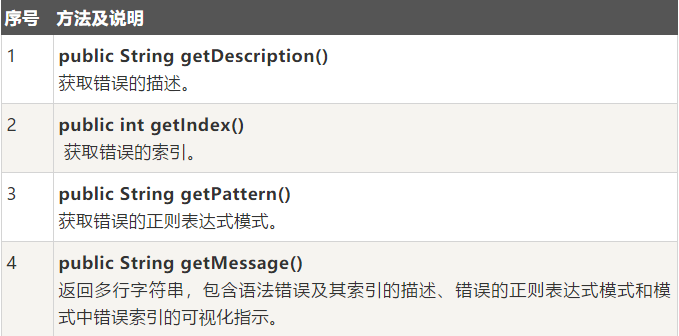 序号 方法及说明
1 public String getDescription()
获取错误的描述。
2 public int getIndex()
获取错误的索引。
3 public String getPattern()
获取错误的正则表达式模式。
4 public String getMessage()
返回多行字符串，包含语法错误及其索引的描述、错误的正则表达式模式和模
式中错误索引的可视化指示。